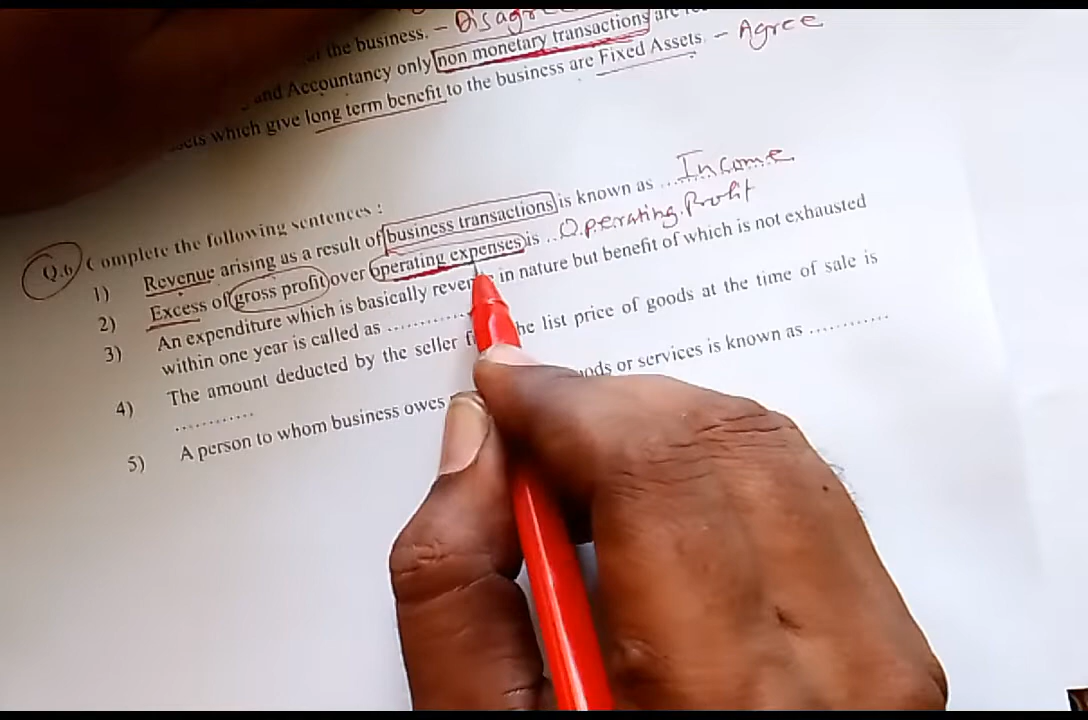 the business. – Disagree
and Accountancy only non monetary transactions are
which give long term benefit to the business are Fixed Assets. – Agree
Q.6 Complete the following sentences :
1) Revenue arising as a result of business transactions is known as ... Income
2) Excess of gross profit over operating expenses is ... Operating Profit
3) An expenditure which is basically in nature but benefit of which is not exhausted
within one year is called as ............
4) The amount deducted by the seller the list price of goods at the time of sale is
............
5) A person to whom business owes or services is known as ............